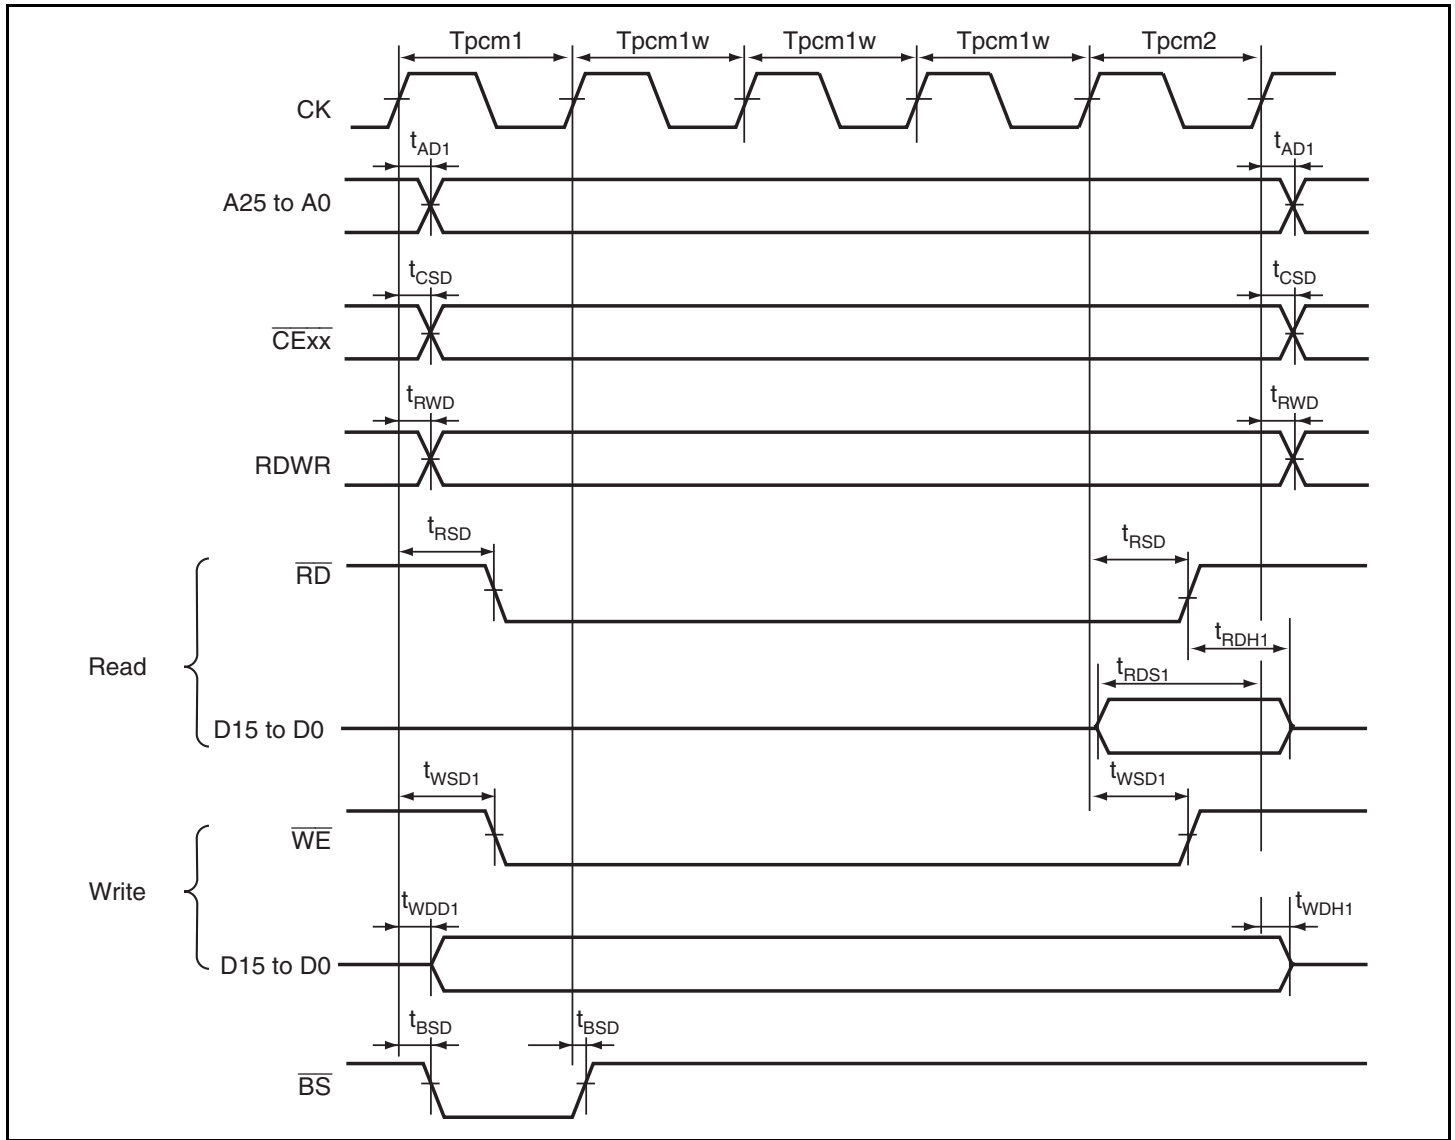 Tpcm1 Tpcm1w Tpcm1w Tpcm1w Tpcm2
CK
tAD1 tAD1
A25 to A0
tCSD tCSD
CExx
tRWD tRWD
RDWR
tRSD tRSD
RD
tRDH1
Read
tRDS1
D15 to D0
tWSD1 tWSD1
WE
Write
tWDD1 tWDH1
D15 to D0
tBSD tBSD
BS